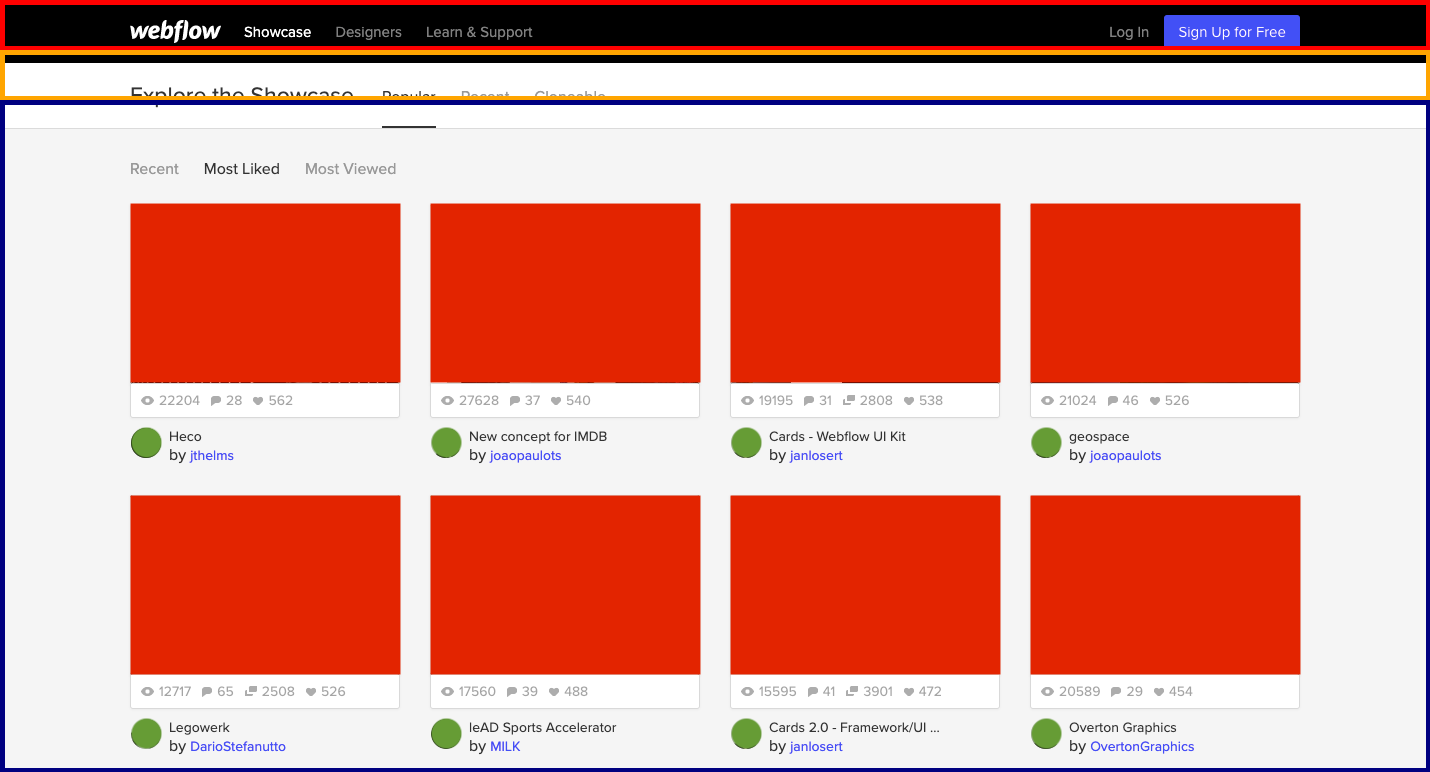 webflow Showcase Designers Learn & Support Log In Sign Up for Free
Explore the Showcase Popular Recent Cloneable
Recent Most Liked Most Viewed
22204 28 562
27628 37 540
19195 31 2808 538
21024 46 526
Heco
by jthelms
New concept for IMDB
by joaopaulots
Cards - Webflow UI Kit
by janlosert
geospace
by joaopaulots
12717 65 2508 526
17560 39 488
15595 41 3901 472
20589 29 454
Legowerk
by DarioStefanutto
leAD Sports Accelerator
by MILK
Cards 2.0 - Framework/UI ...
by janlosert
Overton Graphics
by OvertonGraphics